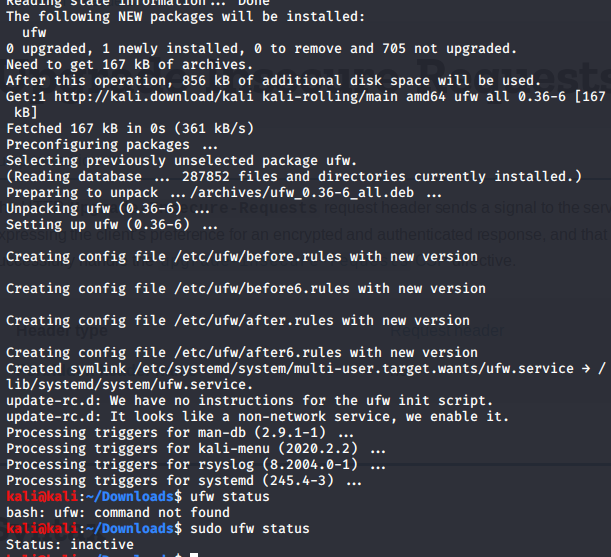 Reading state information ... Done
The following NEW packages will be installed:
  ufw
0 upgraded, 1 newly installed, 0 to remove and 705 not upgraded.
Need to get 167 kB of archives.
After this operation, 856 kB of additional disk space will be used.
Get:1 http://kali.download/kali kali-rolling/main amd64 ufw all 0.36-6 [167
 kB]
Fetched 167 kB in 0s (361 kB/s)
Preconfiguring packages ...
Selecting previously unselected package ufw.
(Reading database ... 287852 files and directories currently installed.)
Preparing to unpack .../archives/ufw_0.36-6_all.deb ...
Unpacking ufw (0.36-6) ...
Setting up ufw (0.36-6) ...

Creating config file /etc/ufw/before.rules with new version

Creating config file /etc/ufw/before6.rules with new version

Creating config file /etc/ufw/after.rules with new version

Creating config file /etc/ufw/after6.rules with new version
Created symlink /etc/systemd/system/multi-user.target.wants/ufw.service → /
lib/systemd/system/ufw.service.
update-rc.d: We have no instructions for the ufw init script.
update-rc.d: It looks like a non-network service, we enable it.
Processing triggers for man-db (2.9.1-1) ...
Processing triggers for kali-menu (2020.2.2) ...
Processing triggers for rsyslog (8.2004.0-1) ...
Processing triggers for systemd (245.4-3) ...
kali@kali:~/Downloads$ ufw status
bash: ufw: command not found
kali@kali:~/Downloads$ sudo ufw status
Status: inactive
kali@kali:~/Downloads$